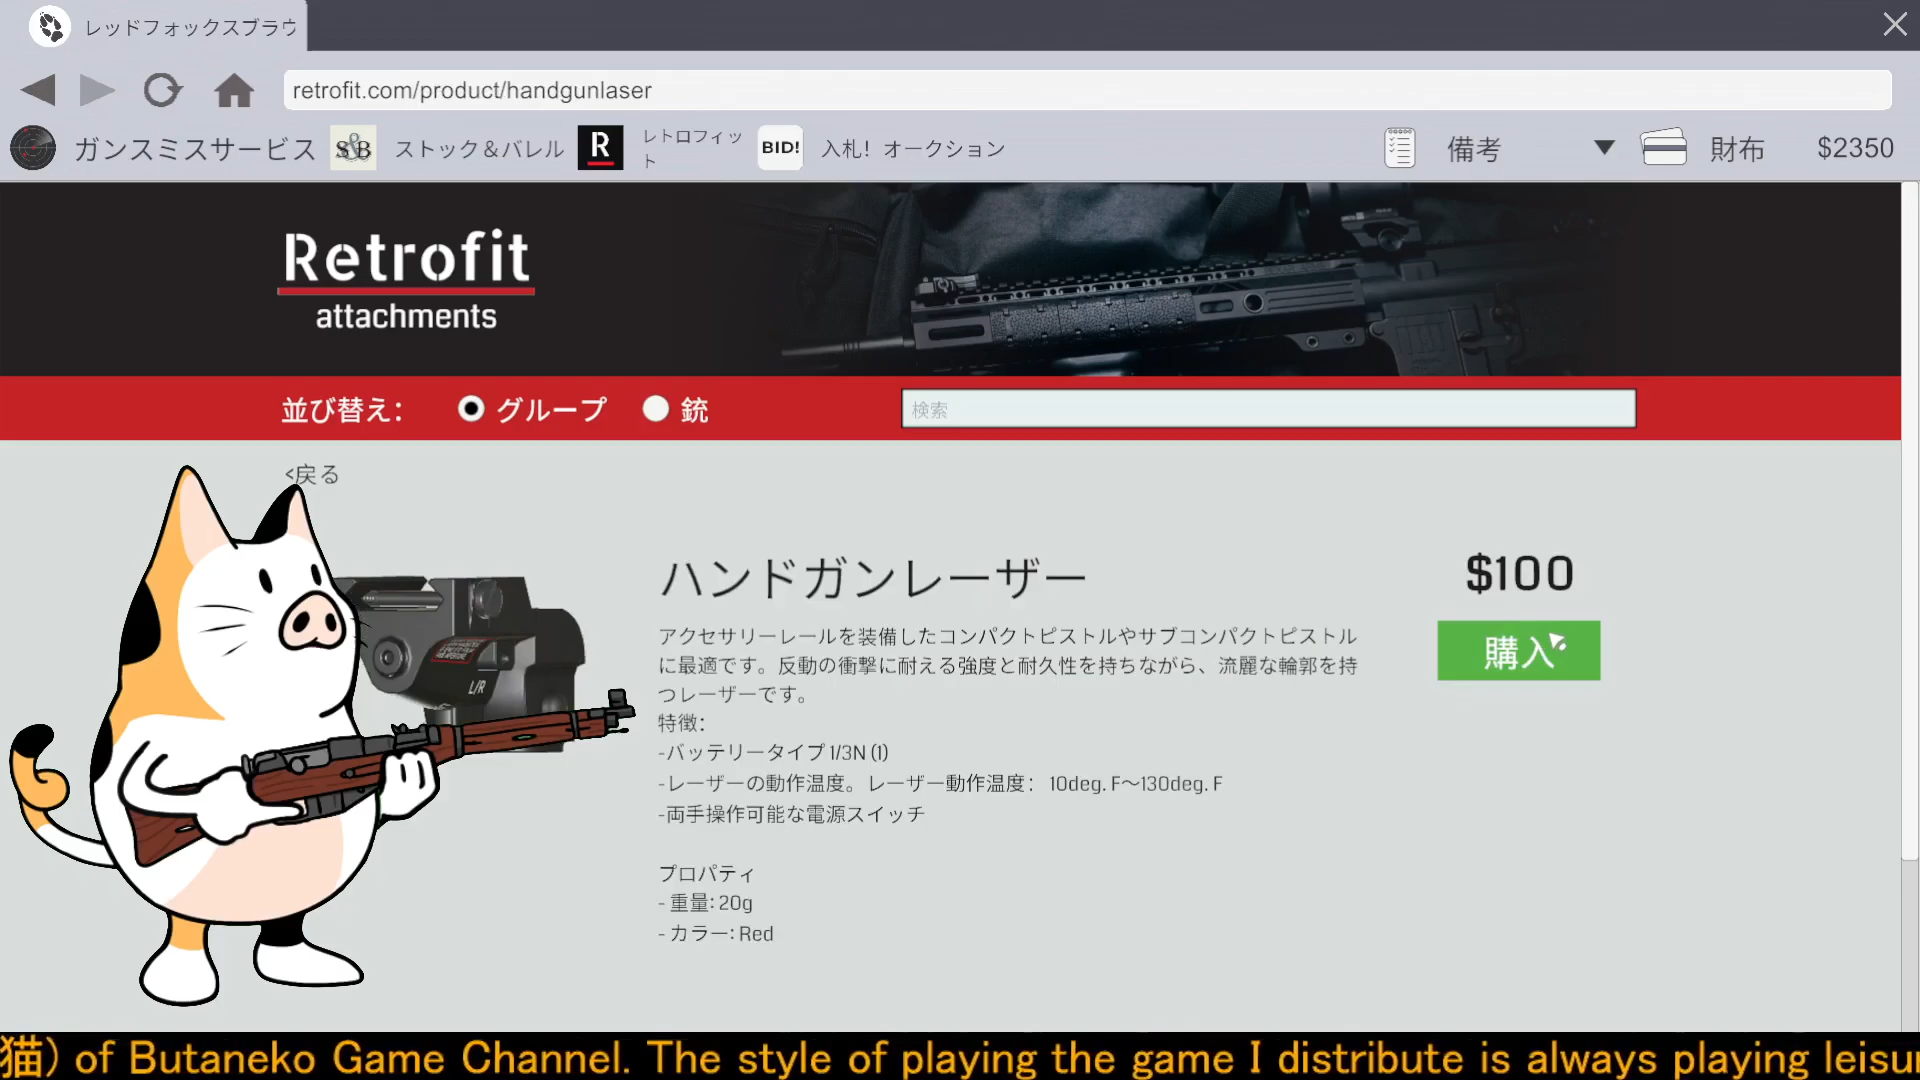 レッドフォックスブラウ
retrofit.com/product/handgunlaser
ガンスミスサービス
S&B
ストック＆バレル
R
レトロフィット
BID!
入札！オークション
備考
財布
$2350
Retrofit
attachments
並び替え：
グループ
銃
検索
<戻る
ハンドガンレーザー
$100
購入
アクセサリーレールを装備したコンパクトピストルやサブコンパクトピストル
に最適です。反動の衝撃に耐える強度と耐久性を持ちながら、流麗な輪郭を持
つレーザーです。
特徴：
-バッテリータイプ 1/3N (1)
-レーザーの動作温度。レーザー動作温度： 10deg. F～130deg. F
-両手操作可能な電源スイッチ
L/R
プロパティ
- 重量: 20g
- カラー: Red
猫) of Butaneko Game Channel. The style of playing the game I distribute is always playing leisur